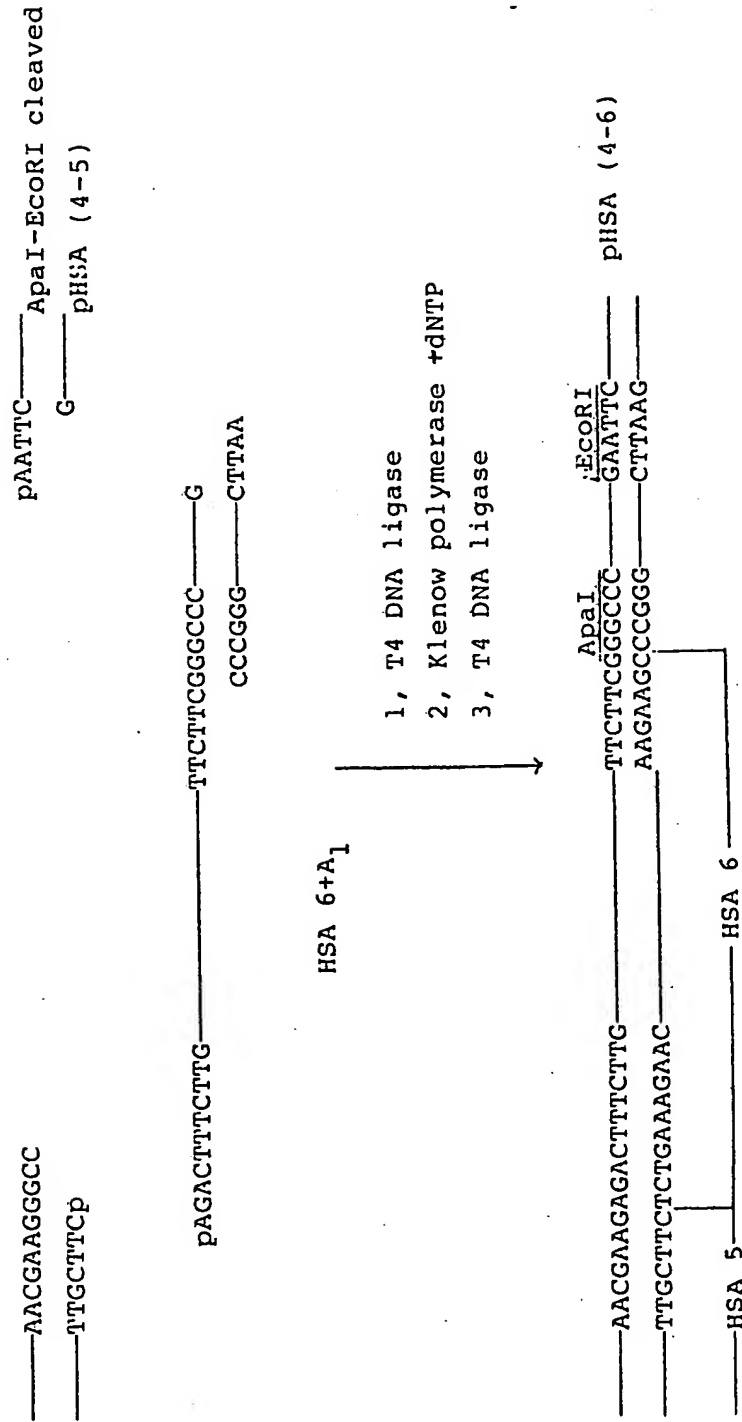 AACGAAGGGCC
TTGCTTCp
pAATTC
ApaI-EcoRI cleaved
G
pHSA (4-5)
pAGACTTTCTTG
TTCTTCGGGCCC
G
CCCGGG
CTTAA
HSA 6+A1
1, T4 DNA ligase
2, Klenow polymerase +dNTP
3, T4 DNA ligase
ApaI
EcoRI
AACGAAGAGACTTTCTTG
TTCTTCGGGCCC
GAATTC
pHSA (4-6)
TTGCTTCTCTGAAAGAAC
AAGAAGCCCGGG
CTTAAG
HSA 5
HSA 6